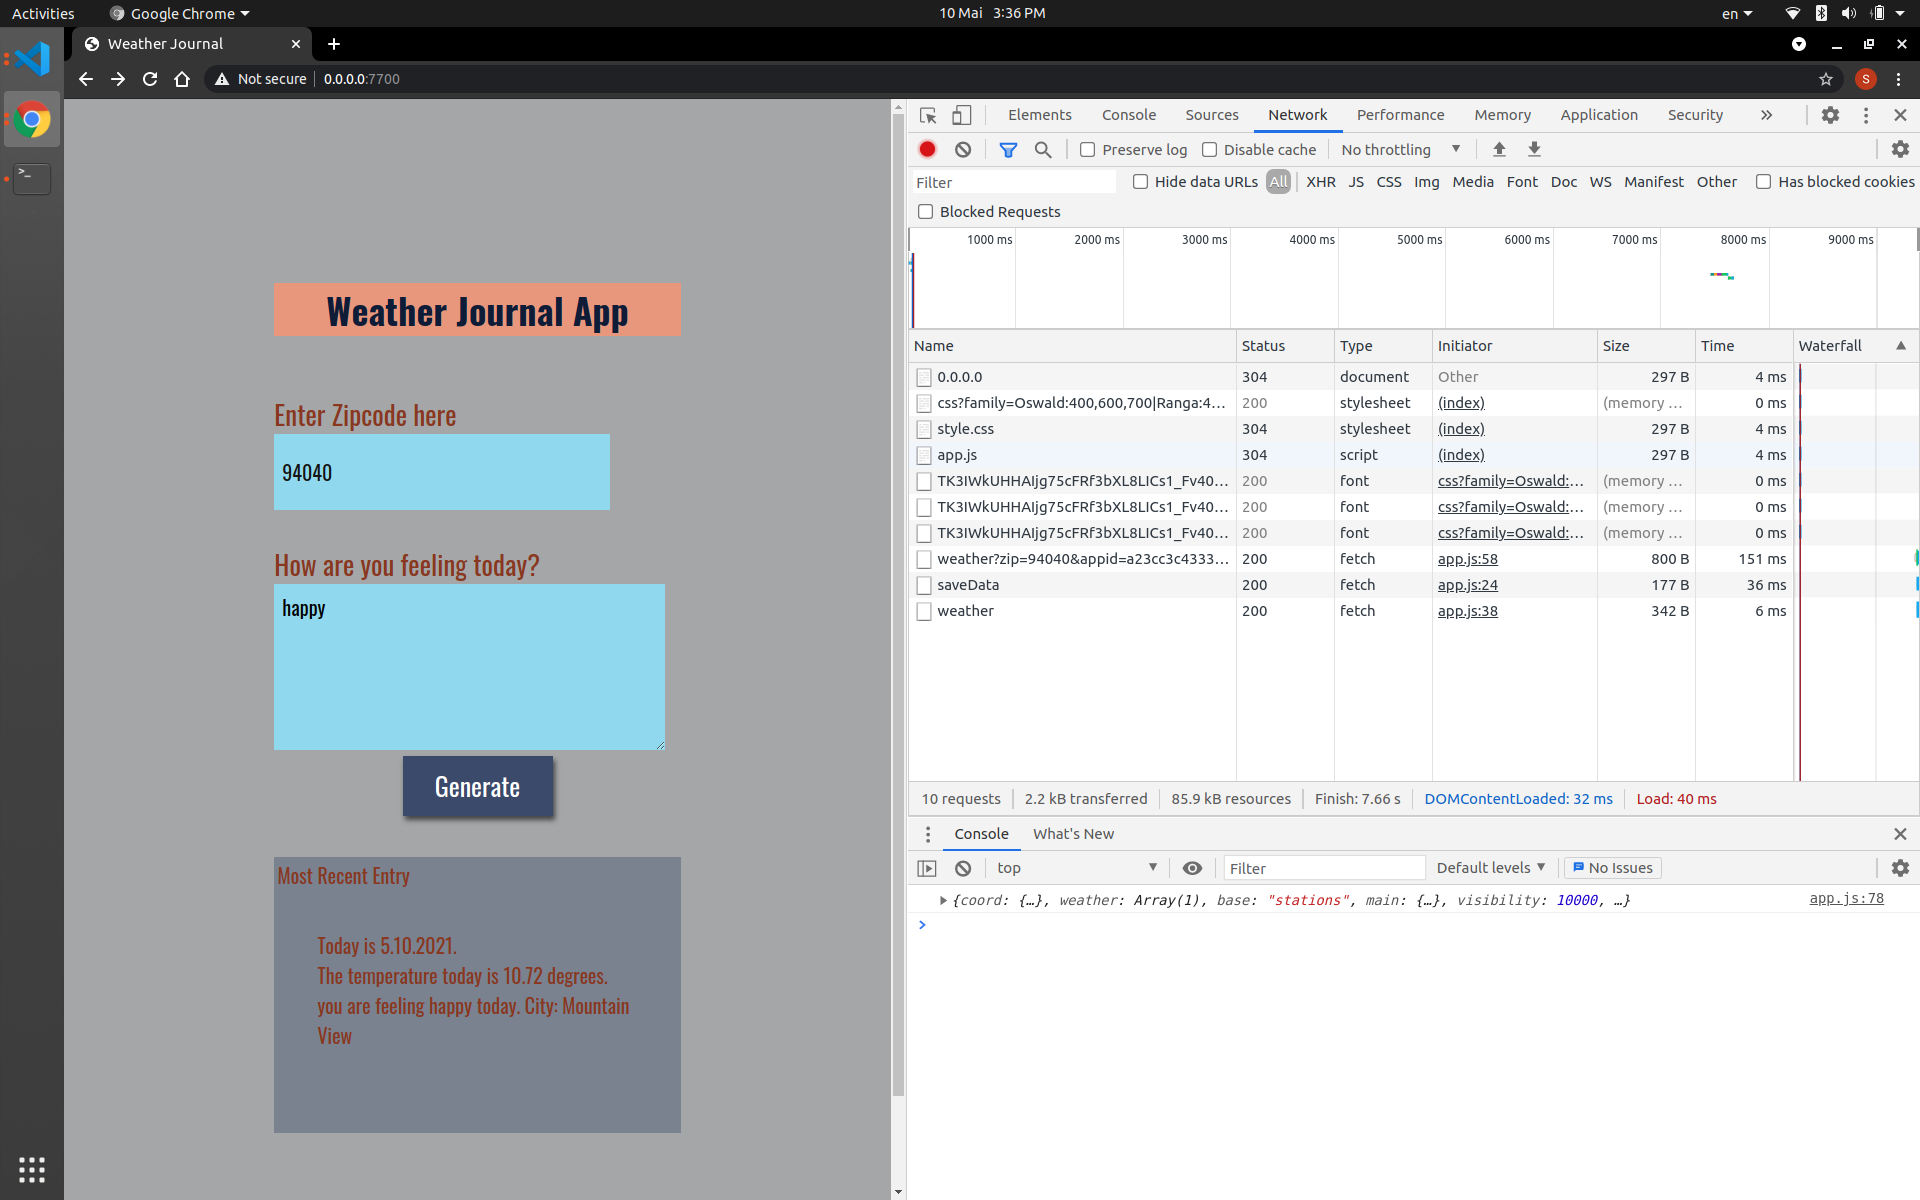 Activities
Google Chrome
10 Mai 3:36 PM
en
Weather Journal
Not secure
0.0.0.0:7700
S
Weather Journal App
Enter Zipcode here
94040
How are you feeling today?
happy
Generate
Most Recent Entry
Today is 5.10.2021.
The temperature today is 10.72 degrees.
you are feeling happy today. City: Mountain
View
Elements Console Sources Network Performance Memory Application Security
Preserve log Disable cache No throttling
Filter Hide data URLs All XHR JS CSS Img Media Font Doc WS Manifest Other Has blocked cookies
Blocked Requests
1000 ms 2000 ms 3000 ms 4000 ms 5000 ms 6000 ms 7000 ms 8000 ms 9000 ms
Name Status Type Initiator Size Time Waterfall
0.0.0.0 304 document Other 297 B 4 ms
css?family=Oswald:400,600,700|Ranga:4… 200 stylesheet (index) (memory … 0 ms
style.css 304 stylesheet (index) 297 B 4 ms
app.js 304 script (index) 297 B 4 ms
TK3IWkUHHAIjg75cFRf3bXL8LICs1_Fv40… 200 font css?family=Oswald:… (memory … 0 ms
TK3IWkUHHAIjg75cFRf3bXL8LICs1_Fv40… 200 font css?family=Oswald:… (memory … 0 ms
TK3IWkUHHAIjg75cFRf3bXL8LICs1_Fv40… 200 font css?family=Oswald:… (memory … 0 ms
weather?zip=94040&appid=a23cc3c4333… 200 fetch app.js:58 800 B 151 ms
saveData 200 fetch app.js:24 177 B 36 ms
weather 200 fetch app.js:38 342 B 6 ms
10 requests 2.2 kB transferred 85.9 kB resources Finish: 7.66 s DOMContentLoaded: 32 ms Load: 40 ms
Console What's New
top Filter Default levels No Issues
{coord: {…}, weather: Array(1), base: "stations", main: {…}, visibility: 10000, …} app.js:78